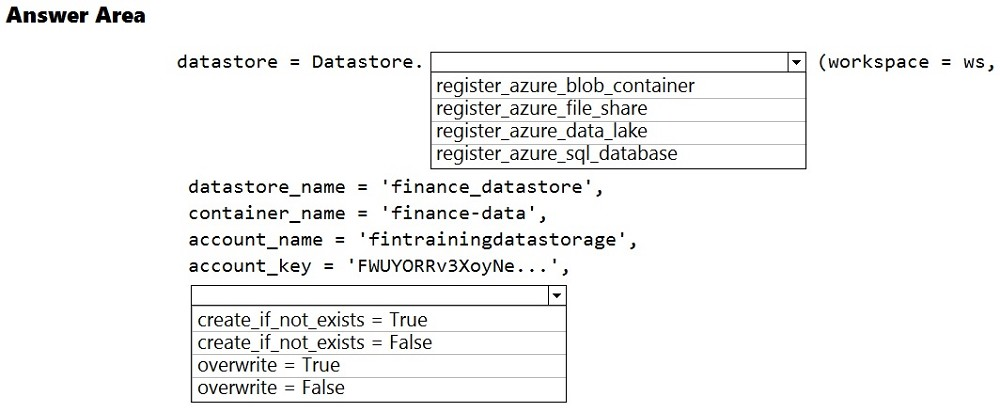 Answer Area
datastore = Datastore. (workspace = ws,
register_azure_blob_container
register_azure_file_share
register_azure_data_lake
register_azure_sql_database
datastore_name = 'finance_datastore',
container_name = 'finance-data',
account_name = 'fintrainingdatastorage',
account_key = 'FWUYORRv3XoyNe...',
create_if_not_exists = True
create_if_not_exists = False
overwrite = True
overwrite = False